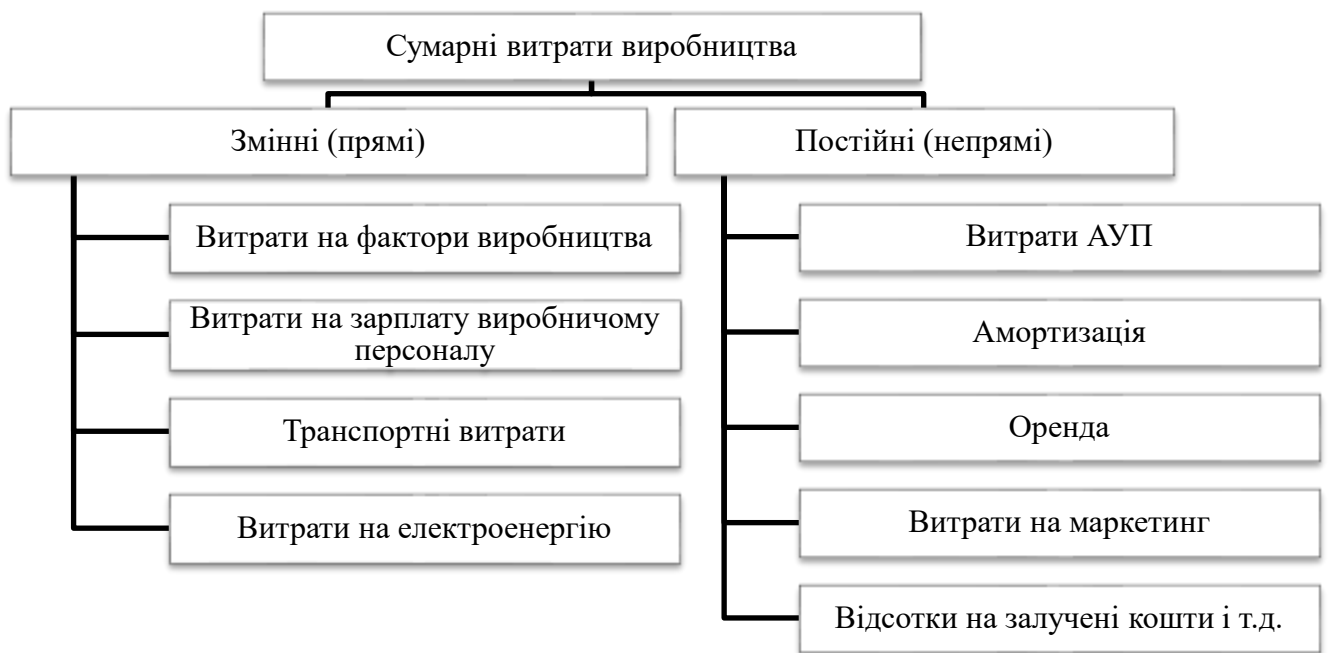 Сумарні витрати виробництва
Змінні (прямі)
Витрати на фактори виробництва
Витрати на зарплату виробничому
персоналу
Транспортні витрати
Витрати на електроенергію
Постійні (непрямі)
Витрати АУП
Амортизація
Оренда
Витрати на маркетинг
Відсотки на залучені кошти і т.д.